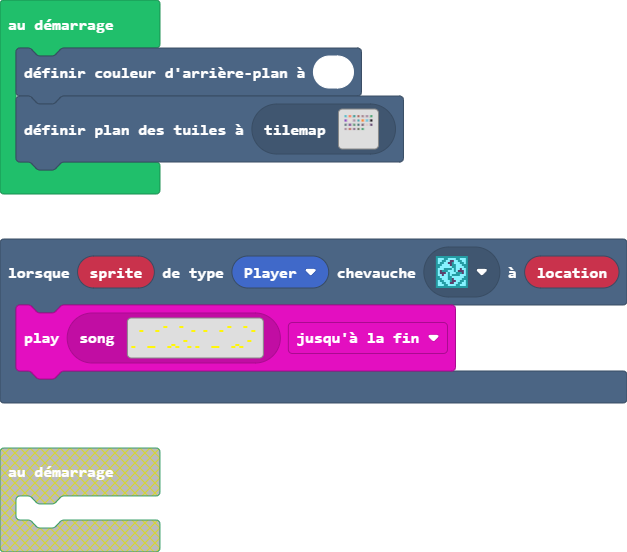 au démarrage
définir couleur d'arrière-plan à
définir plan des tuiles à tilemap
lorsque sprite de type Player chevauche à location
play song jusqu'à la fin
au démarrage